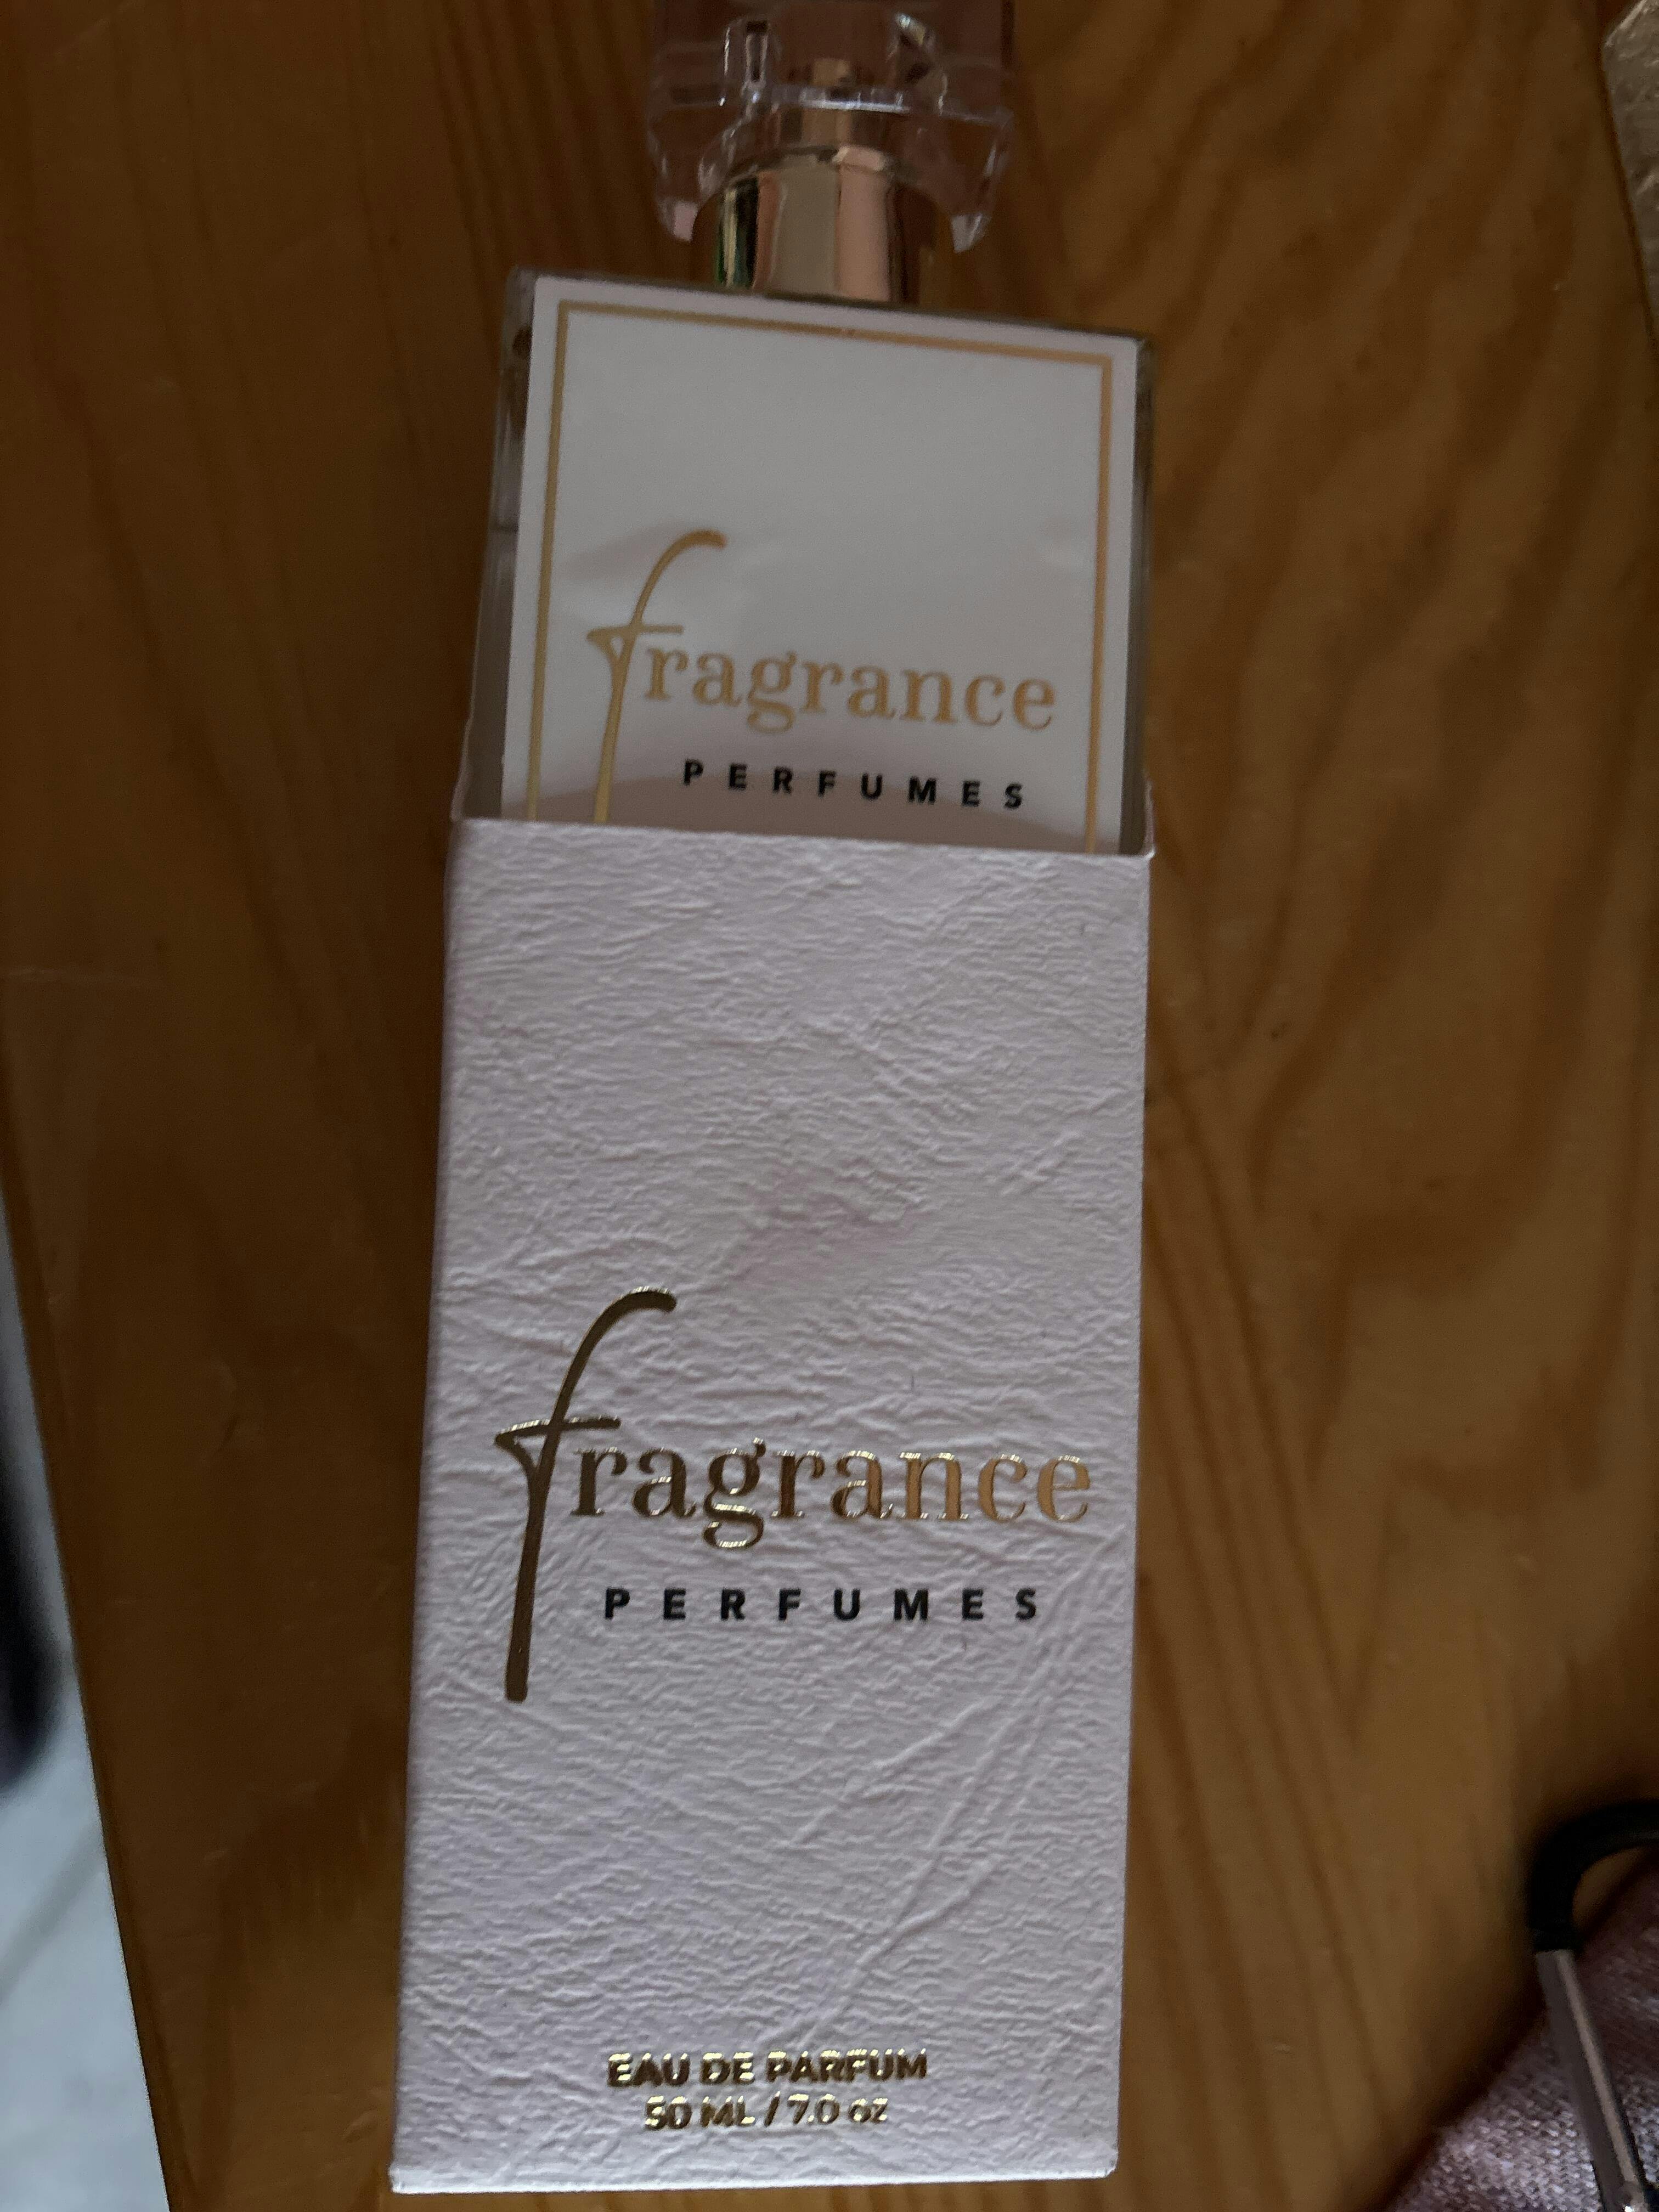 fragrance
PERFUMES
fragrance
PERFUMES
EAU DE PARFUM
50 ML / 7.0 oz